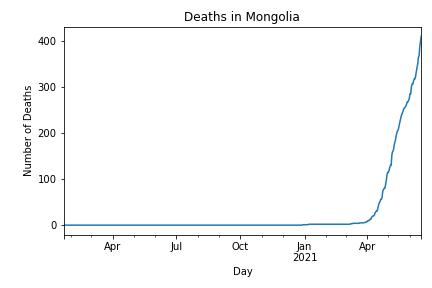 Deaths in Mongolia
Number of Deaths
400
300
200
100
0
Apr
Jul
Oct
Jan
2021
Apr
Day